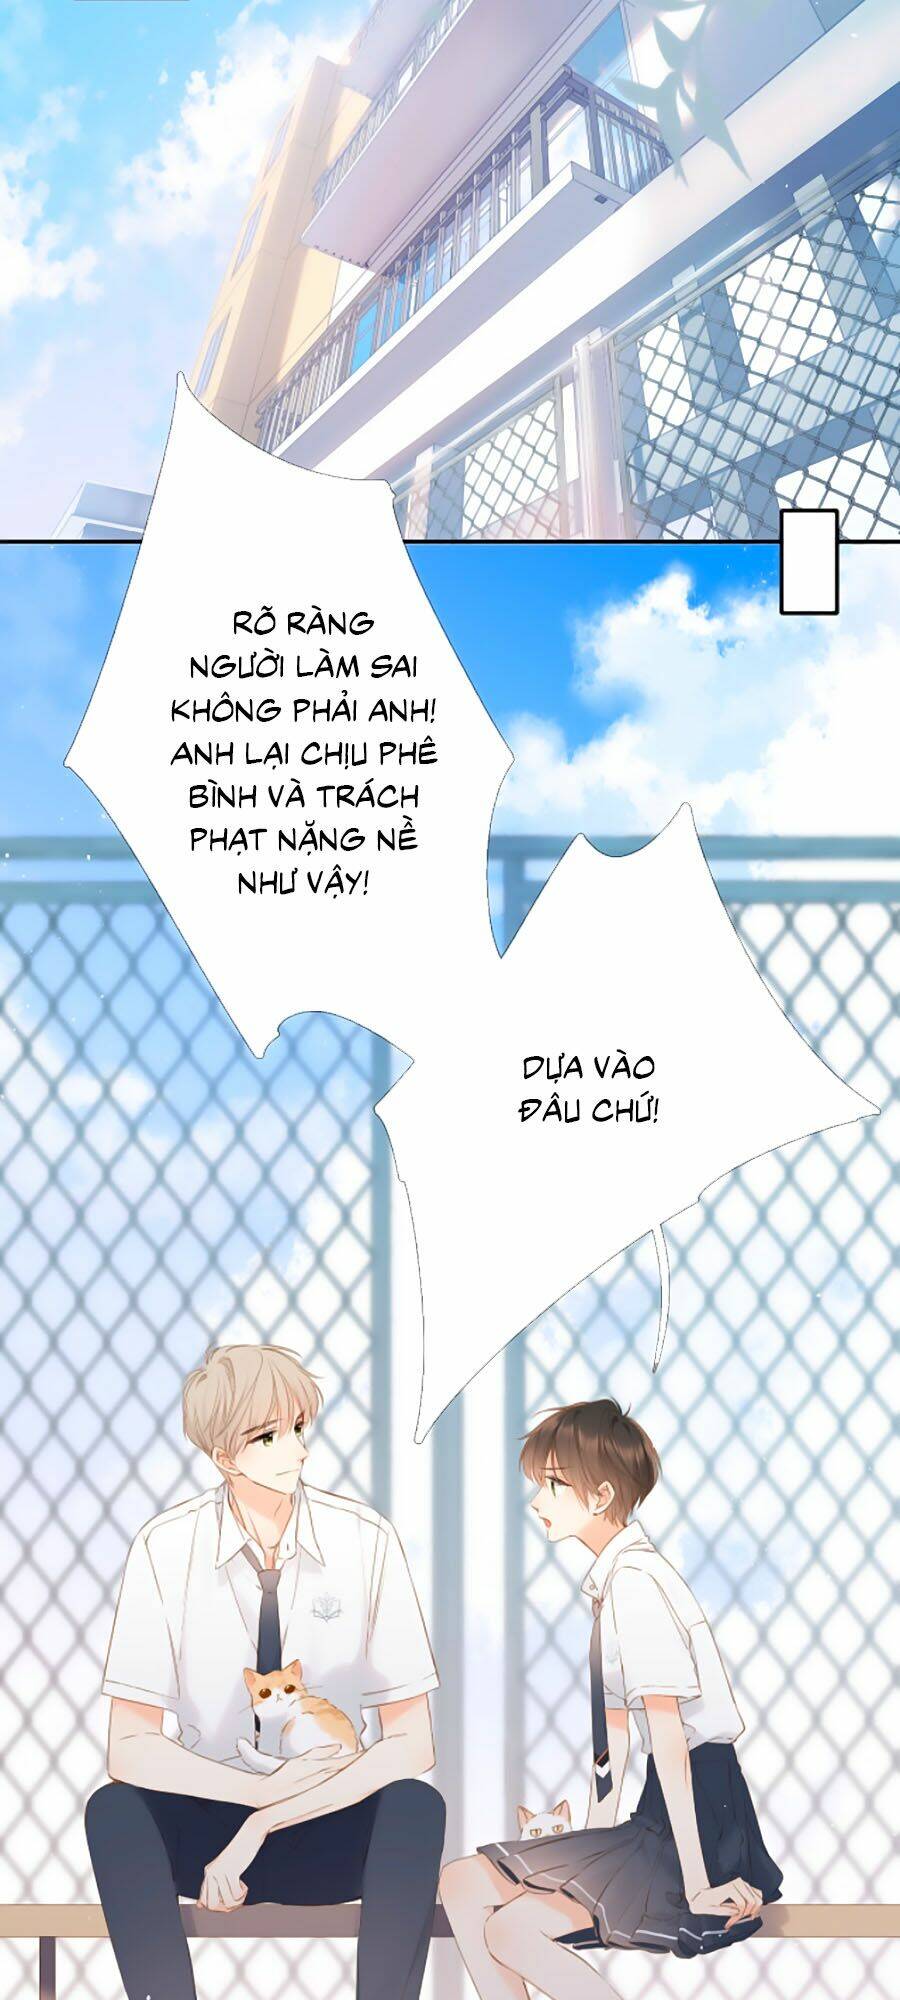 RÕ RÀNG
NGƯỜI LÀM SAI
KHÔNG PHẢI ANH!
ANH LẠI CHỊU PHÊ
BÌNH VÀ TRÁCH
PHẠT NẶNG NỀ
NHƯ VẬY!
DỰA VÀO
ĐÂU CHỨ!